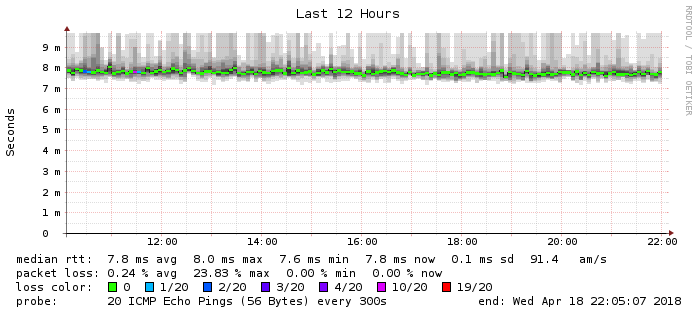 Last 12 Hours
RRDTOOL / TOBI OETIKER
Seconds
9 m
8 m
7 m
6 m
5 m
4 m
3 m
2 m
1 m
0
12:00 14:00 16:00 18:00 20:00 22:00
median rtt: 7.8 ms avg 8.0 ms max 7.6 ms min 7.8 ms now 0.1 ms sd 91.4 am/s
packet loss: 0.24 % avg 23.83 % max 0.00 % min 0.00 % now
loss color: 0 1/20 2/20 3/20 4/20 10/20 19/20
probe: 20 ICMP Echo Pings (56 Bytes) every 300s end: Wed Apr 18 22:05:07 2018